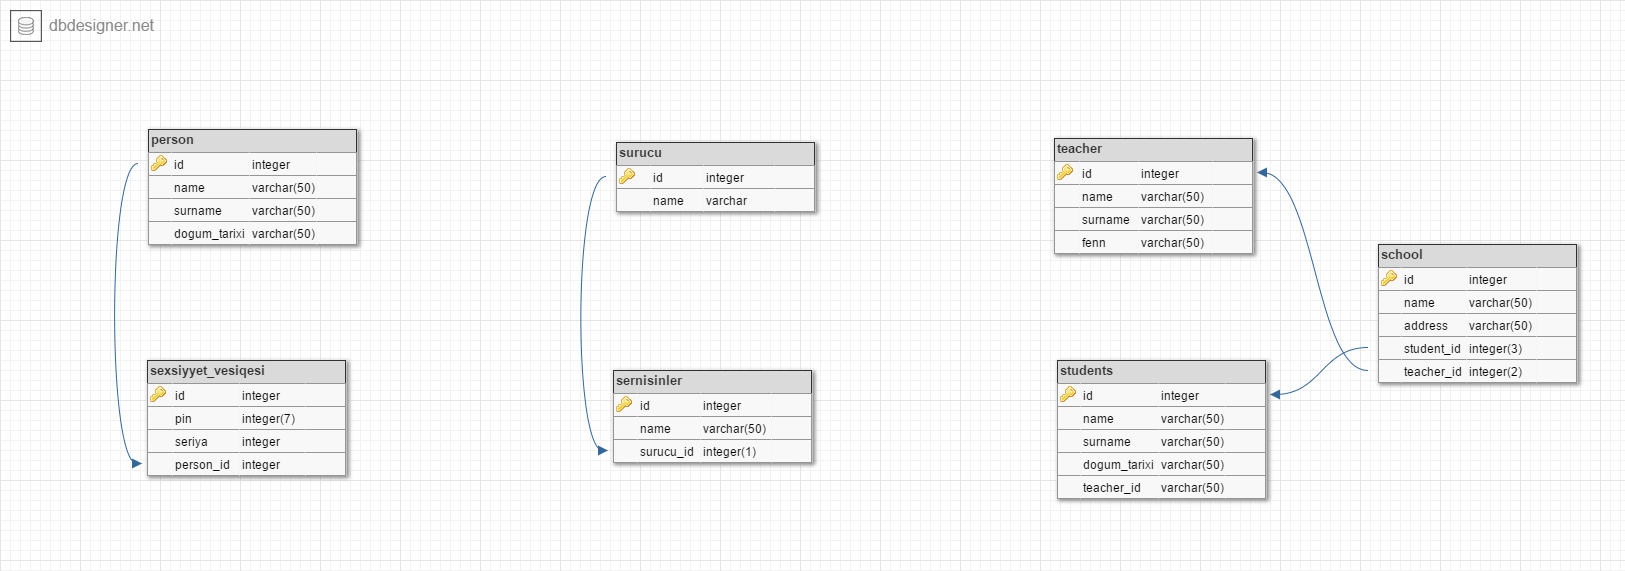 dbdesigner.net
person
id integer
name varchar(50)
surname varchar(50)
dogum_tarixi varchar(50)
sexsiyyet_vesiqesi
id integer
pin integer(7)
seriya integer
person_id integer
surucu
id integer
name varchar
sernisinler
id integer
name varchar(50)
surucu_id integer(1)
teacher
id integer
name varchar(50)
surname varchar(50)
fenn varchar(50)
students
id integer
name varchar(50)
surname varchar(50)
dogum_tarixi varchar(50)
teacher_id varchar(50)
school
id integer
name varchar(50)
address varchar(50)
student_id integer(3)
teacher_id integer(2)